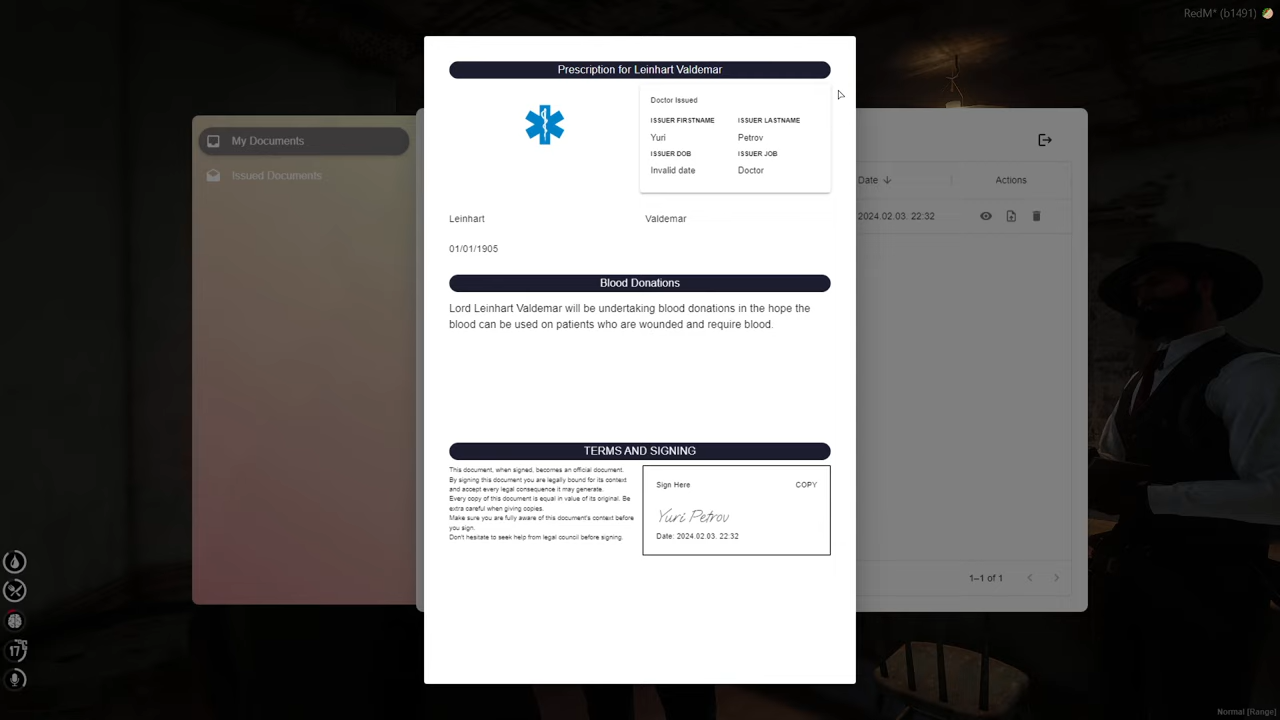 RedM* (b1491)
Prescription for Leinhart Valdemar
Doctor Issued
ISSUER FIRSTNAME ISSUER LASTNAME
Yuri Petrov
ISSUER DOB ISSUER JOB
Invalid date Doctor
My Documents
Issued Documents
Date Actions
2024.02.03. 22:32
Leinhart Valdemar
01/01/1905
Blood Donations
Lord Leinhart Valdemar will be undertaking blood donations in the hope the
blood can be used on patients who are wounded and require blood.
TERMS AND SIGNING
This document, when signed, becomes an official document.
By signing this document you are legally bound for its context
and accept every legal consequence it may generate.
Every copy of this document is equal in value of its original. Be
extra careful when giving copies.
Make sure you are fully aware of this document's context before
you sign.
Don't hesitate to seek help from legal council before signing.
Sign Here COPY
Yuri Petrov
Date: 2024.02.03. 22:32
1–1 of 1
17
Normal [Range]